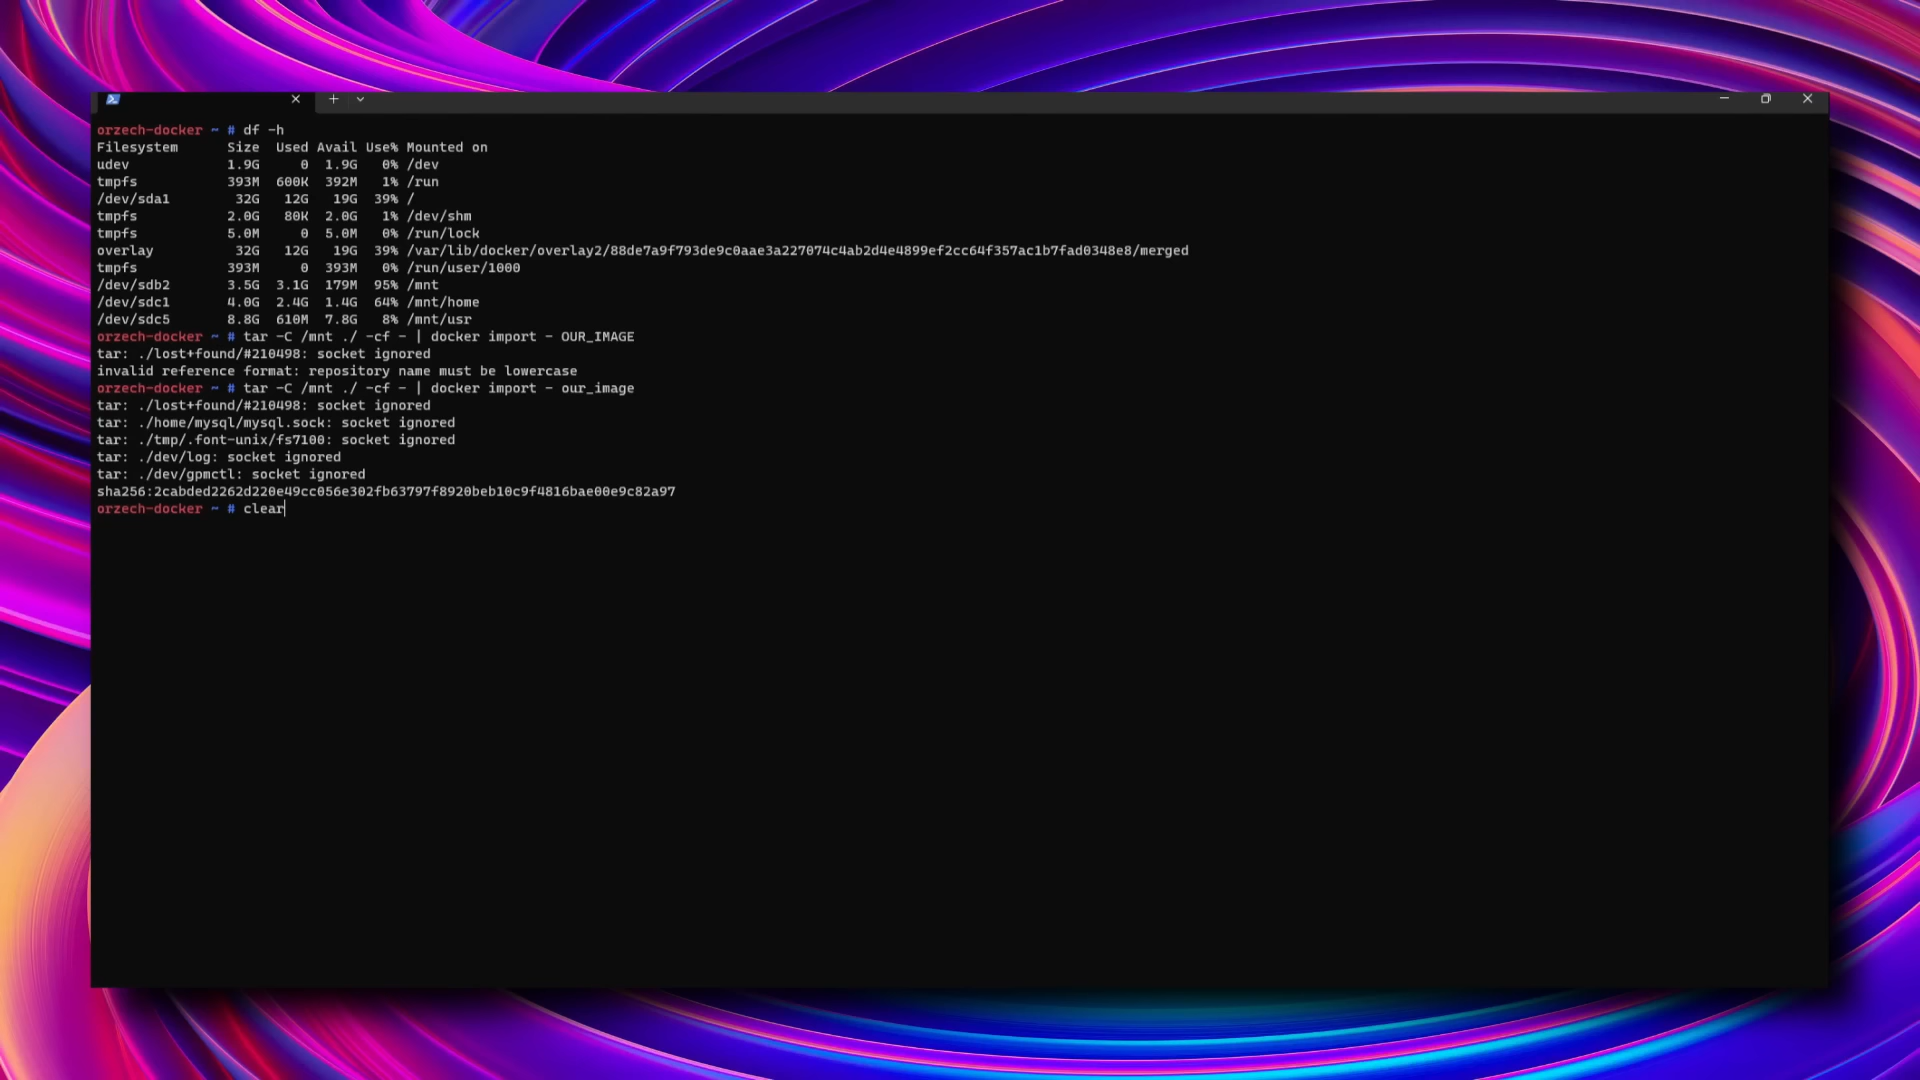 orzech-docker ~ # df -h
Filesystem      Size  Used Avail Use% Mounted on
udev            1.9G     0  1.9G   0% /dev
tmpfs           393M  600K  392M   1% /run
/dev/sda1        32G   12G   19G  39% /
tmpfs           2.0G   80K  2.0G   1% /dev/shm
tmpfs           5.0M     0  5.0M   0% /run/lock
overlay          32G   12G   19G  39% /var/lib/docker/overlay2/88de7a9f793de9c0aae3a227074c4ab2d4e4899ef2cc64f357ac1b7fad0348e8/merged
tmpfs           393M     0  393M   0% /run/user/1000
/dev/sdb2       3.5G  3.1G  179M  95% /mnt
/dev/sdc1       4.0G  2.4G  1.4G  64% /mnt/home
/dev/sdc5       8.8G  610M  7.8G   8% /mnt/usr
orzech-docker ~ # tar -C /mnt ./ -cf - | docker import - OUR_IMAGE
tar: ./lost+found/#210498: socket ignored
invalid reference format: repository name must be lowercase
orzech-docker ~ # tar -C /mnt ./ -cf - | docker import - our_image
tar: ./lost+found/#210498: socket ignored
tar: ./home/mysql/mysql.sock: socket ignored
tar: ./tmp/.font-unix/fs7100: socket ignored
tar: ./dev/log: socket ignored
tar: ./dev/gpmctl: socket ignored
sha256:2cabded2262d220e49cc056e302fb63797f8920beb10c9f4816bae00e9c82a97
orzech-docker ~ # clear